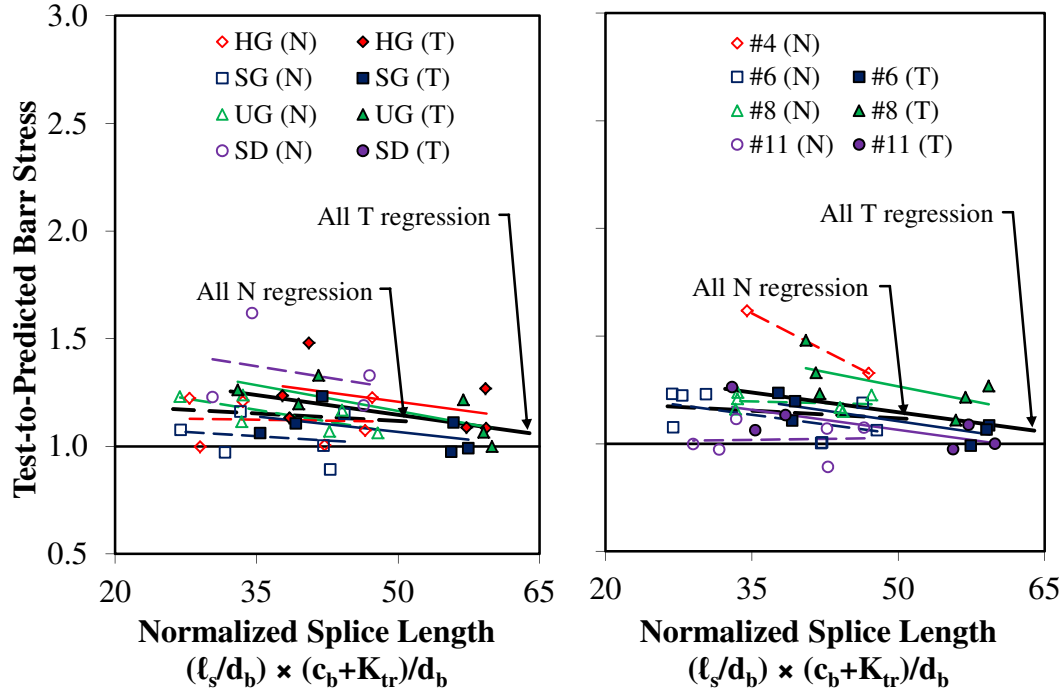 Test-to-Predicted Barr Stress
3.0
2.5
2.0
1.5
1.0
0.5
HG (N)
HG (T)
SG (N)
SG (T)
UG (N)
UG (T)
SD (N)
SD (T)
All T regression
All N regression
20
35
50
65
Normalized Splice Length
(ℓs/db) × (cb+Ktr)/db
#4 (N)
#6 (N)
#6 (T)
#8 (N)
#8 (T)
#11 (N)
#11 (T)
All T regression
All N regression
20
35
50
65
Normalized Splice Length
(ℓs/db) × (cb+Ktr)/db